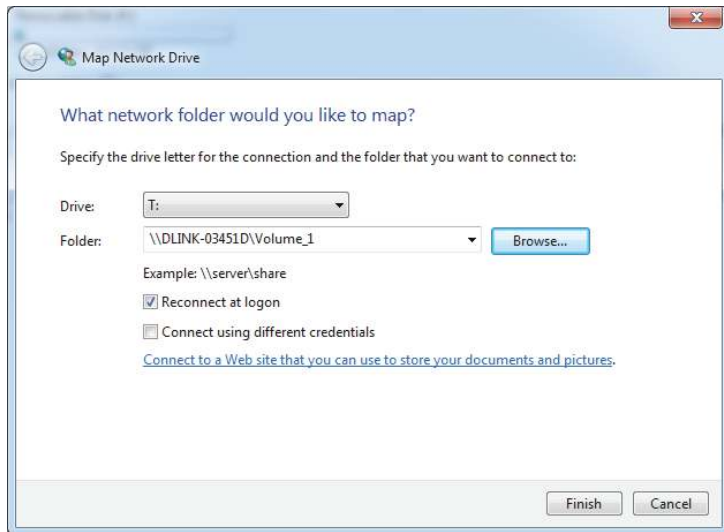 Map Network Drive
What network folder would you like to map?
Specify the drive letter for the connection and the folder that you want to connect to:
Drive: T:
Folder: \\DLINK-03451D\Volume_1 Browse...
Example: \\server\share
Reconnect at logon
Connect using different credentials
Connect to a Web site that you can use to store your documents and pictures.
Finish Cancel